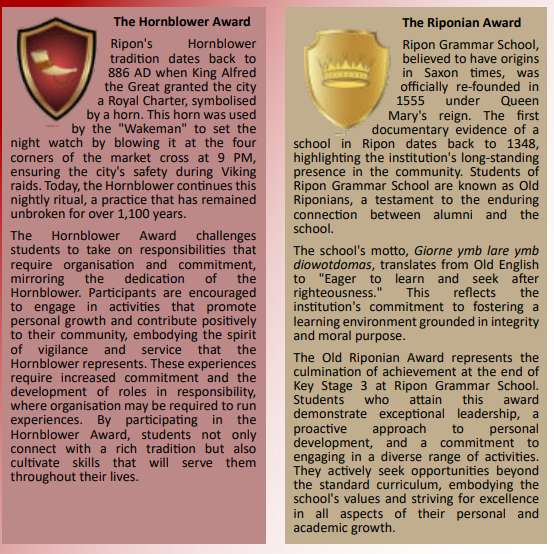 The Hornblower Award
Ripon's Hornblower
tradition dates back to
886 AD when King Alfred
the Great granted the city
a Royal Charter, symbolised
by a horn. This horn was used
by the "Wakeman" to set the
night watch by blowing it at the four
corners of the market cross at 9 PM,
ensuring the city's safety during Viking
raids. Today, the Hornblower continues this
nightly ritual, a practice that has remained
unbroken for over 1,100 years.
The Hornblower Award challenges
students to take on responsibilities that
require organisation and commitment,
mirroring the dedication of the
Hornblower. Participants are encouraged
to engage in activities that promote
personal growth and contribute positively
to their community, embodying the spirit
of vigilance and service that the
Hornblower represents. These experiences
require increased commitment and the
development of roles in responsibility,
where organisation may be required to run
experiences. By participating in the
Hornblower Award, students not only
connect with a rich tradition but also
cultivate skills that will serve them
throughout their lives.
The Riponian Award
Ripon Grammar School,
believed to have origins
in Saxon times, was
officially re-founded in
1555 under Queen
Mary's reign. The first
documentary evidence of a
school in Ripon dates back to 1348,
highlighting the institution's long-standing
presence in the community. Students of
Ripon Grammar School are known as Old
Riponians, a testament to the enduring
connection between alumni and the
school.
The school's motto, Giorne ymb lare ymb
diowotdomas, translates from Old English
to "Eager to learn and seek after
righteousness." This reflects the
institution's commitment to fostering a
learning environment grounded in integrity
and moral purpose.
The Old Riponian Award represents the
culmination of achievement at the end of
Key Stage 3 at Ripon Grammar School.
Students who attain this award
demonstrate exceptional leadership, a
proactive approach to personal
development, and a commitment to
engaging in a diverse range of activities.
They actively seek opportunities beyond
the standard curriculum, embodying the
school's values and striving for excellence
in all aspects of their personal and
academic growth.